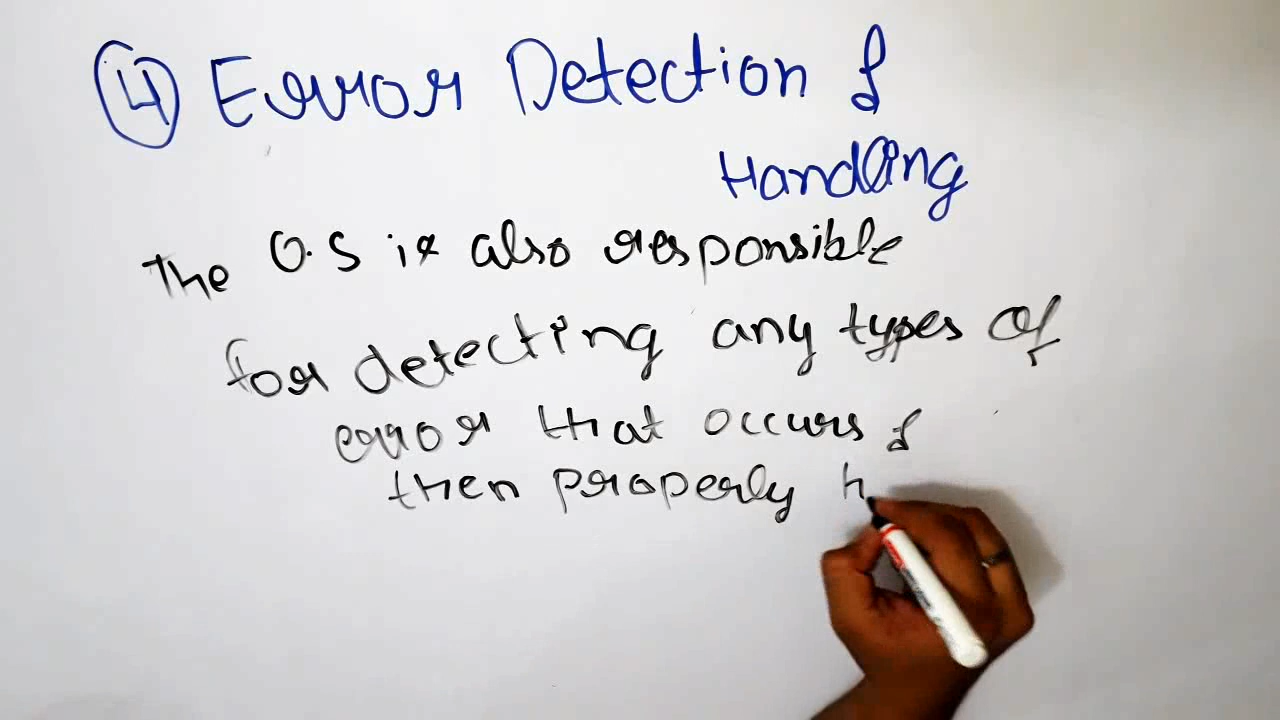 4 Error Detection &
Handling
The O.S is also responsible
for detecting any types of
error that occurs &
then properly h